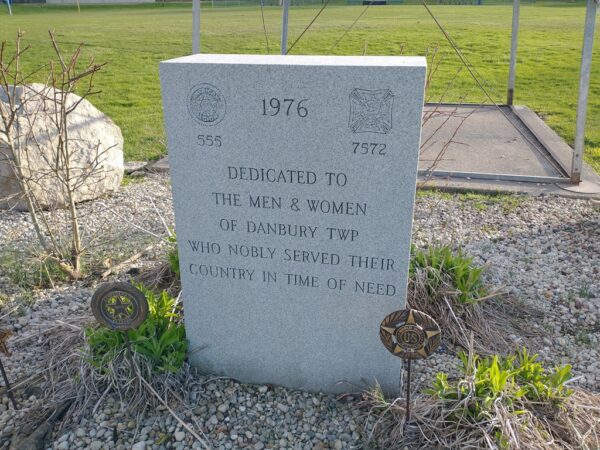 1976
555
7572
DEDICATED TO
THE MEN & WOMEN
OF DANBURY TWP
WHO NOBLY SERVED THEIR
COUNTRY IN TIME OF NEED
US